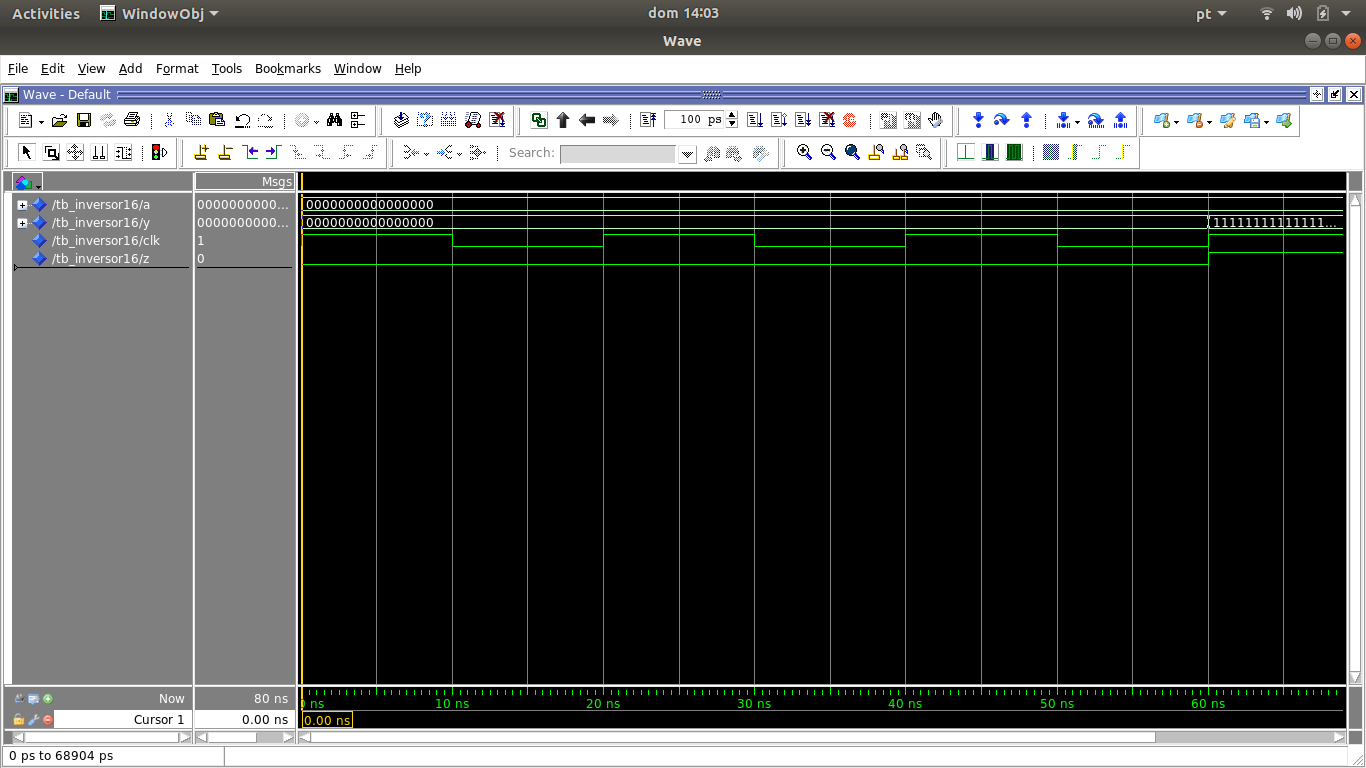 Activities WindowObj dom 14:03 pt
Wave
File Edit View Add Format Tools Bookmarks Window Help
Wave - Default
100 ps
Search:
Msgs
/tb_inversor16/a 0000000000... 0000000000000000
/tb_inversor16/y 0000000000... 0000000000000000 11111111111111...
/tb_inversor16/clk 1
/tb_inversor16/z 0
Now 80 ns ns 10 ns 20 ns 30 ns 40 ns 50 ns 60 ns
Cursor 1 0.00 ns 0.00 ns
0 ps to 68904 ps